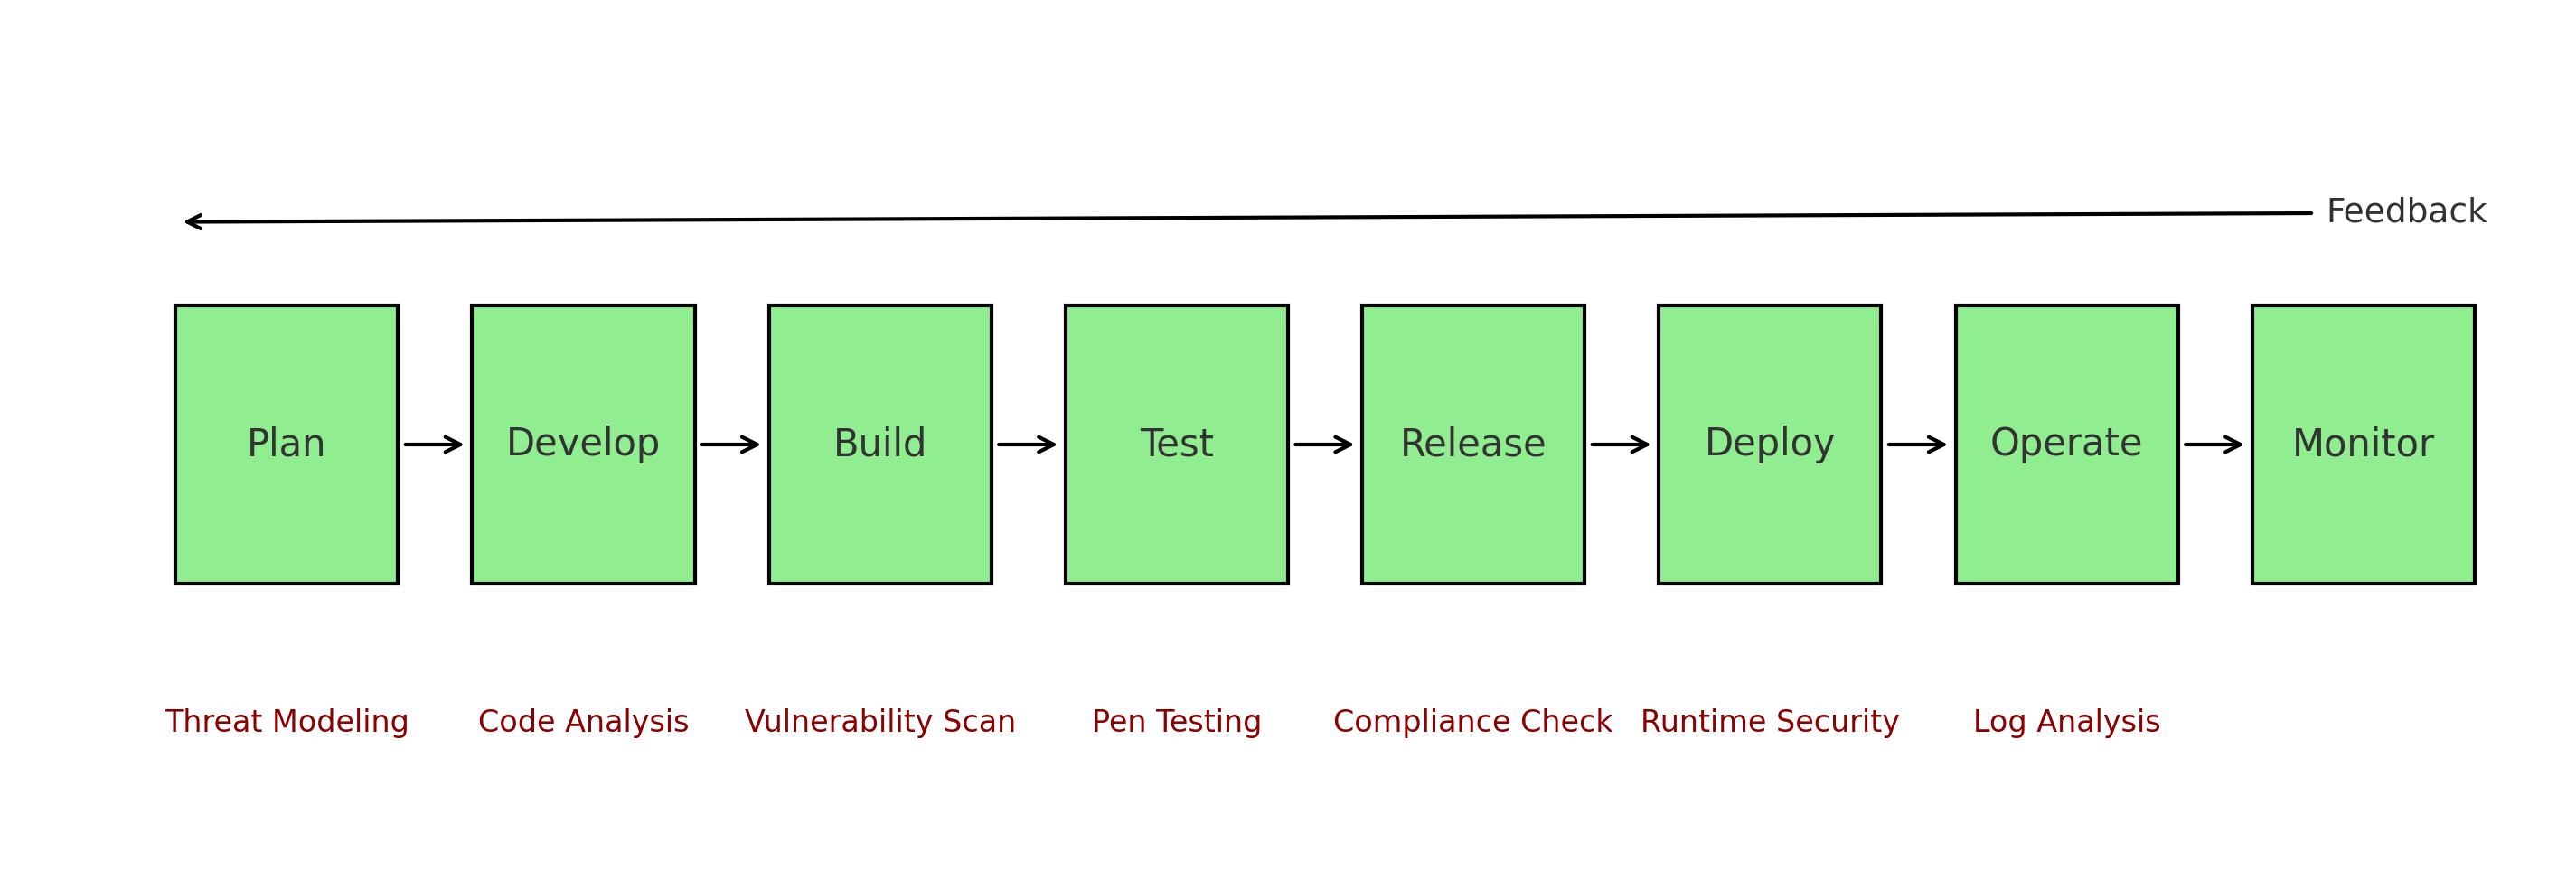 Feedback
Plan
Develop
Build
Test
Release
Deploy
Operate
Monitor
Threat Modeling
Code Analysis
Vulnerability Scan
Pen Testing
Compliance Check
Runtime Security
Log Analysis